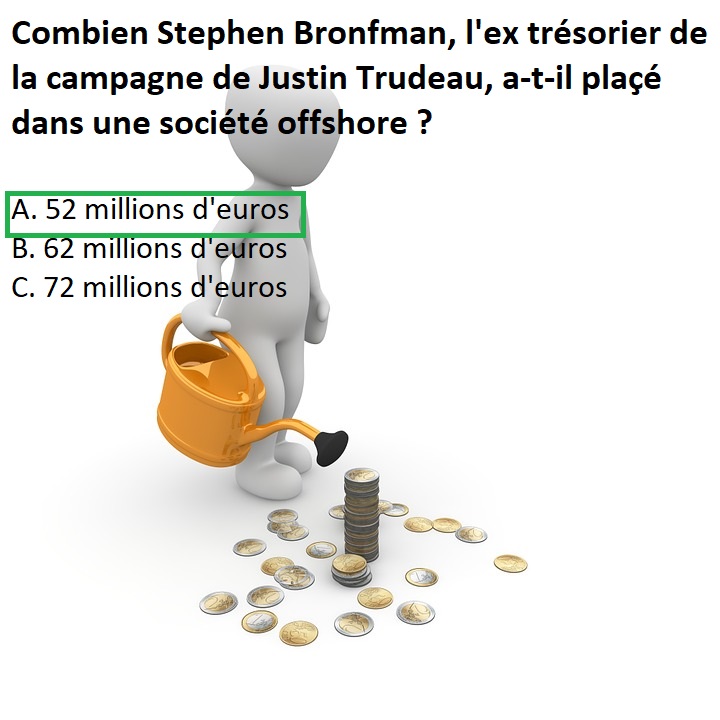 Combien Stephen Bronfman, l'ex trésorier de
la campagne de Justin Trudeau, a-t-il plaçé
dans une société offshore ?
A. 52 millions d'euros
B. 62 millions d'euros
C. 72 millions d'euros